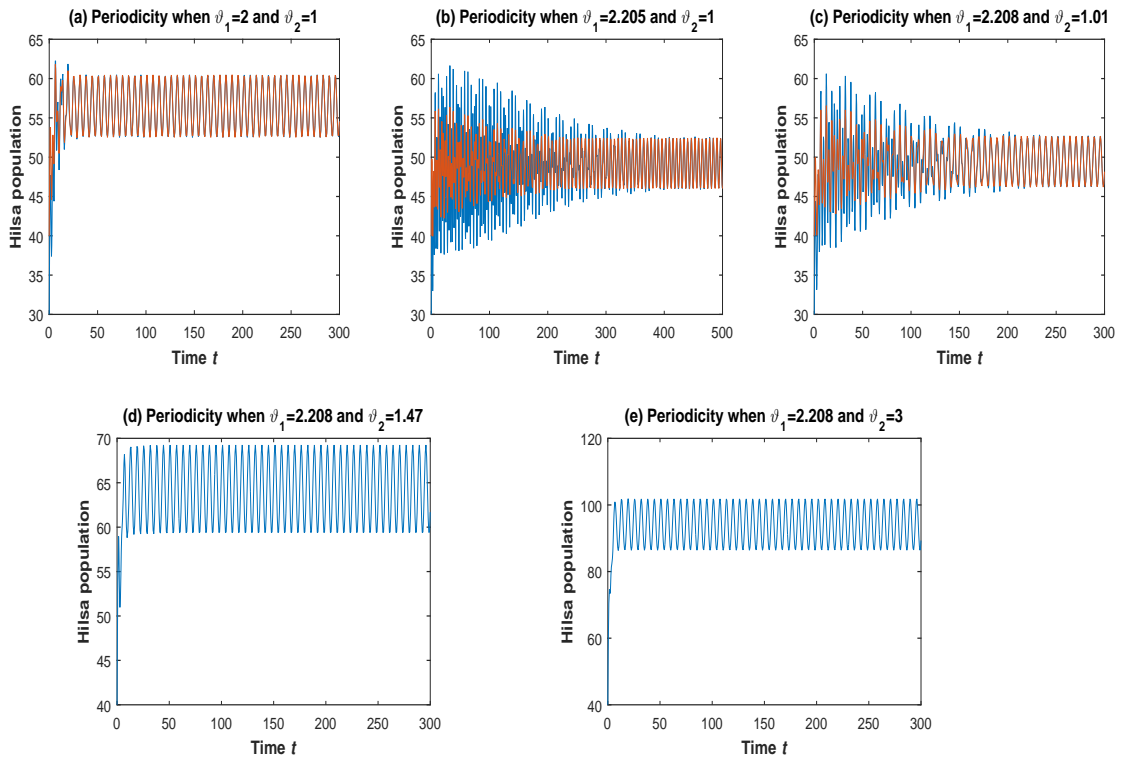 (a) Periodicity when ϑ1=2 and ϑ2=1
Hilsa population
65
60
55
50
45
40
35
30
0 50 100 150 200 250 300
Time t
(b) Periodicity when ϑ1=2.205 and ϑ2=1
Hilsa population
65
60
55
50
45
40
35
30
0 100 200 300 400 500
Time t
(c) Periodicity when ϑ1=2.208 and ϑ2=1.01
Hilsa population
65
60
55
50
45
40
35
30
0 50 100 150 200 250 300
Time t
(d) Periodicity when ϑ1=2.208 and ϑ2=1.47
Hilsa population
70
65
60
55
50
45
40
0 50 100 150 200 250 300
Time t
(e) Periodicity when ϑ1=2.208 and ϑ2=3
Hilsa population
120
100
80
60
40
0 50 100 150 200 250 300
Time t